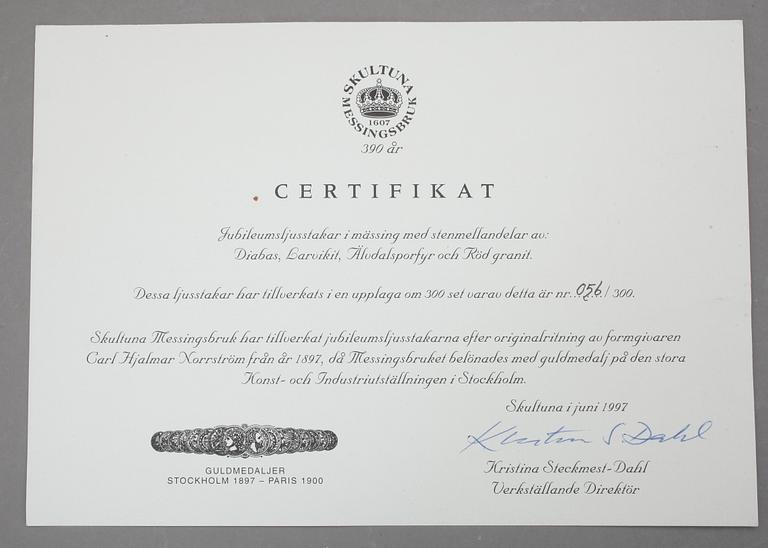 SKULTUNA
1607
MESSINGSBRUK
390 år
CERTIFIKAT
Jubileumsljusstakar i mässing med stenmellandelar av:
Diabas, Larvikit, Älvdalsporfyr och Röd granit.
Dessa ljusstakar har tillverkats i en upplaga om 300 set varav detta är nr. 056/300.
Skultuna Messingsbruk har tillverkat jubileumsljusstakarna efter originalritning av formgivaren
Carl Hjalmar Norrström från år 1897, då Messingsbruket belönades med guldmedalj på den stora
Konst- och Industriutställningen i Stockholm.
Skultuna i juni 1997
Kristina S Dahl
Kristina Steckmest-Dahl
Verkställande Direktör
GULDMEDALJER
STOCKHOLM 1897 – PARIS 1900